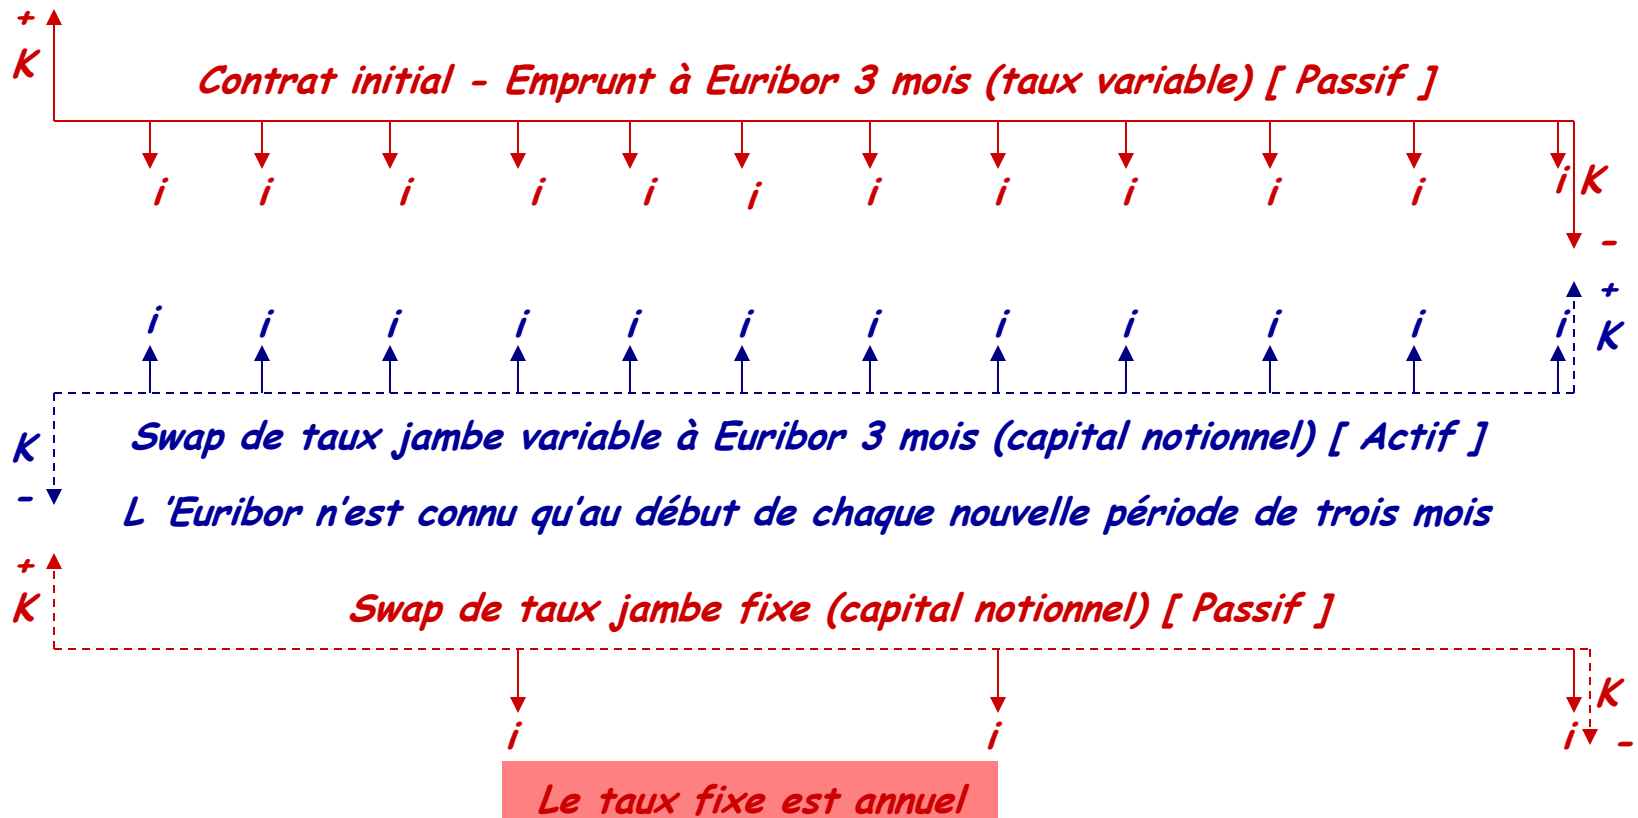 +
K
Contrat initial - Emprunt à Euribor 3 mois (taux variable) [ Passif ]
i i i i i i i i i i i i K
-
+
i i i i i i i i i i i i K
K
Swap de taux jambe variable à Euribor 3 mois (capital notionnel) [ Actif ]
-
L 'Euribor n'est connu qu'au début de chaque nouvelle période de trois mois
+
K
Swap de taux jambe fixe (capital notionnel) [ Passif ]
K
i i i -
Le taux fixe est annuel